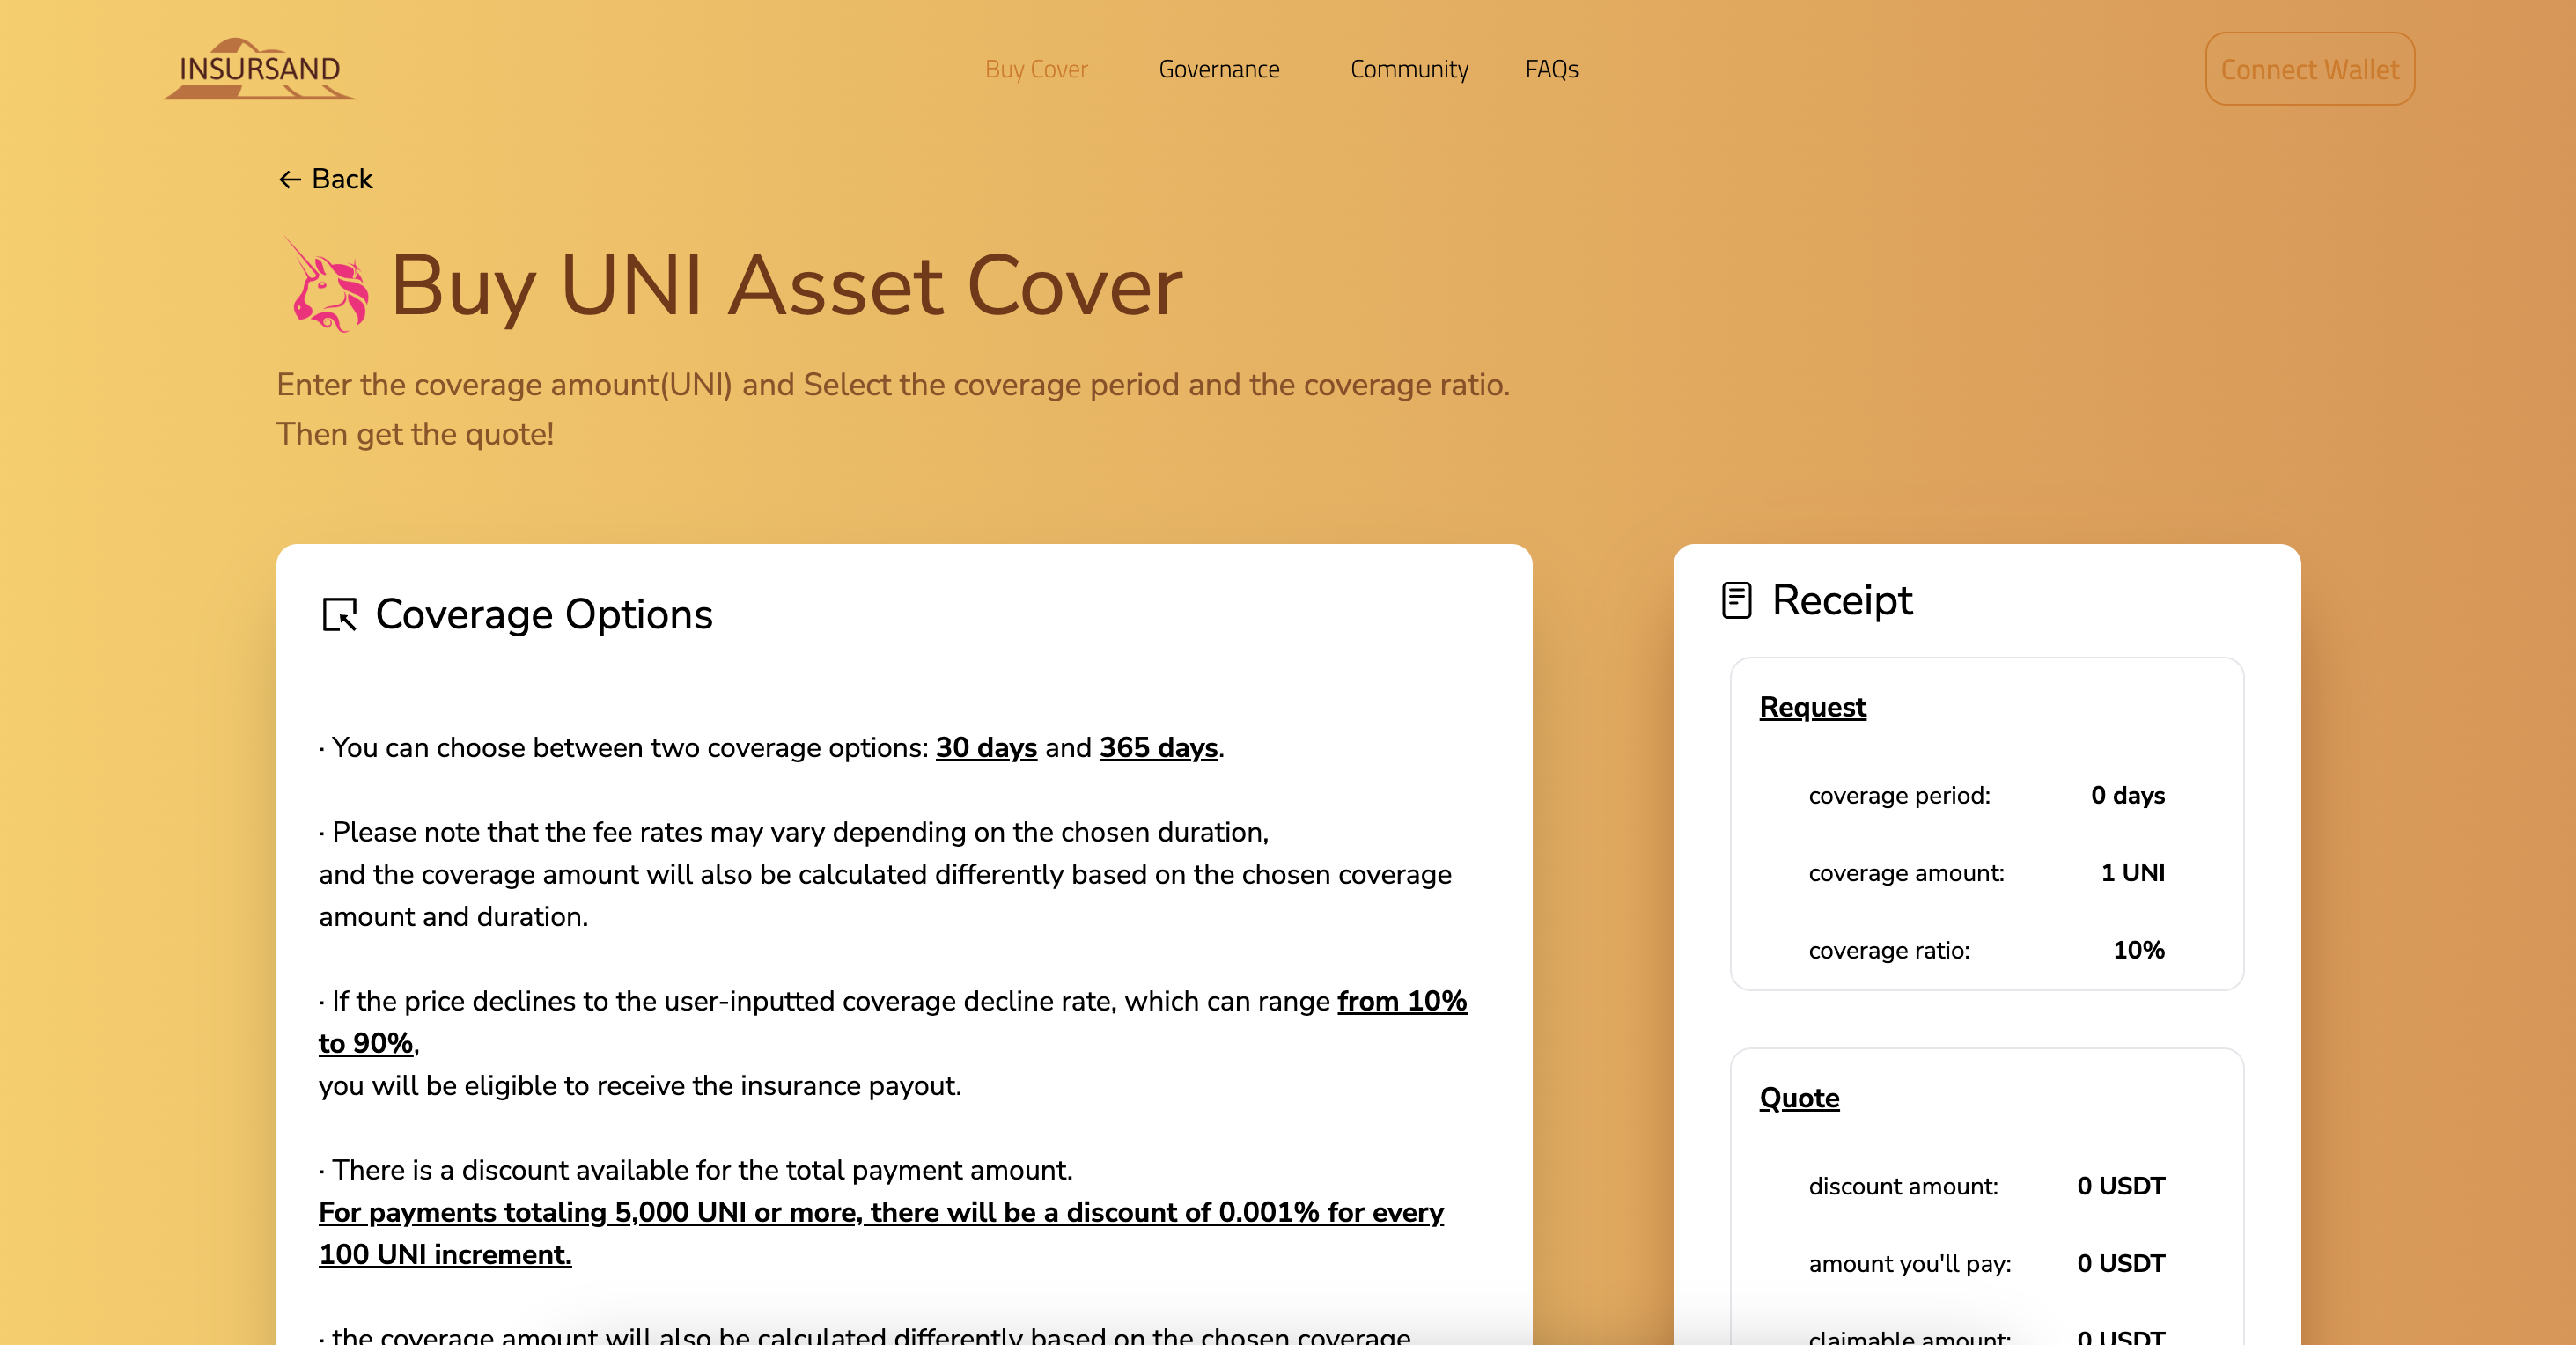 INSURSAND
Buy Cover
Governance
Community
FAQs
Connect Wallet
← Back
Buy UNI Asset Cover
Enter the coverage amount(UNI) and Select the coverage period and the coverage ratio.
Then get the quote!
Coverage Options
· You can choose between two coverage options: 30 days and 365 days.
· Please note that the fee rates may vary depending on the chosen duration,
and the coverage amount will also be calculated differently based on the chosen coverage
amount and duration.
· If the price declines to the user-inputted coverage decline rate, which can range from 10%
to 90%,
you will be eligible to receive the insurance payout.
· There is a discount available for the total payment amount.
For payments totaling 5,000 UNI or more, there will be a discount of 0.001% for every
100 UNI increment.
· the coverage amount will also be calculated differently based on the chosen coverage
Receipt
Request
coverage period: 0 days
coverage amount: 1 UNI
coverage ratio: 10%
Quote
discount amount: 0 USDT
amount you'll pay: 0 USDT
claimable amount: 0 USDT